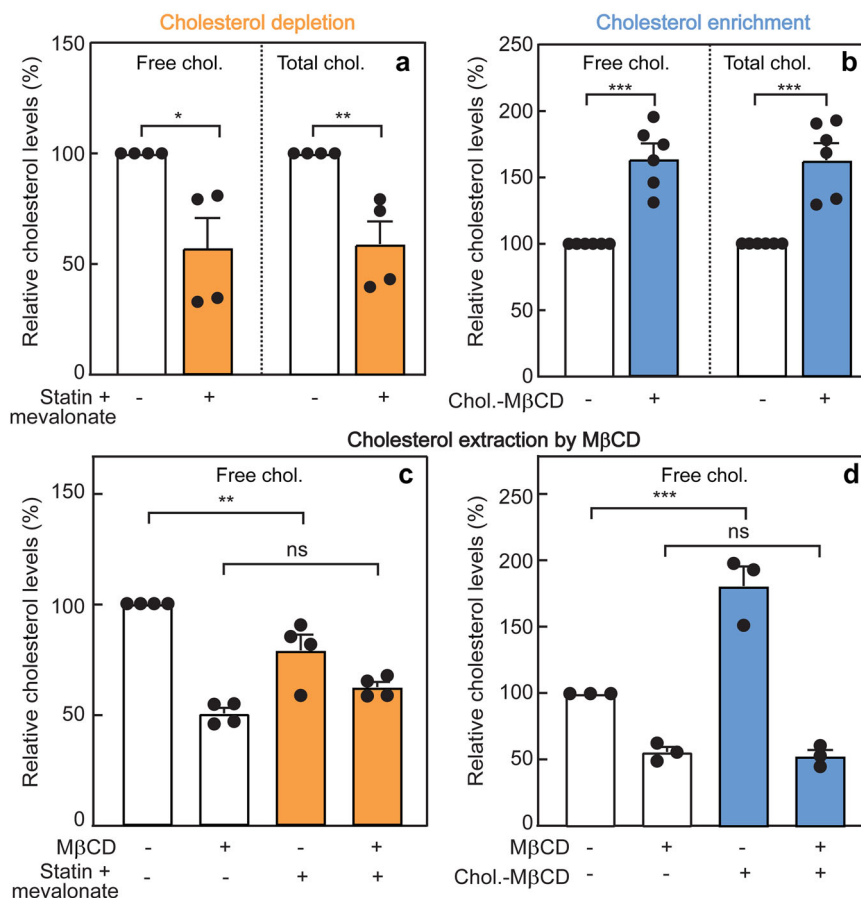 Cholesterol depletion
Cholesterol enrichment
a
Free chol.
Total chol.
*
**
150
100
50
0
Relative cholesterol levels (%)
Statin +
mevalonate
- + - +
b
Free chol.
Total chol.
***
***
250
200
150
100
50
0
Relative cholesterol levels (%)
Chol.-MβCD - + - +
Cholesterol extraction by MβCD
c
Free chol.
**
ns
150
100
50
0
Relative cholesterol levels (%)
MβCD - + - +
Statin +
mevalonate
- - + +
d
Free chol.
***
ns
250
200
150
100
50
0
Relative cholesterol levels (%)
MβCD - + - +
Chol.-MβCD - - + +